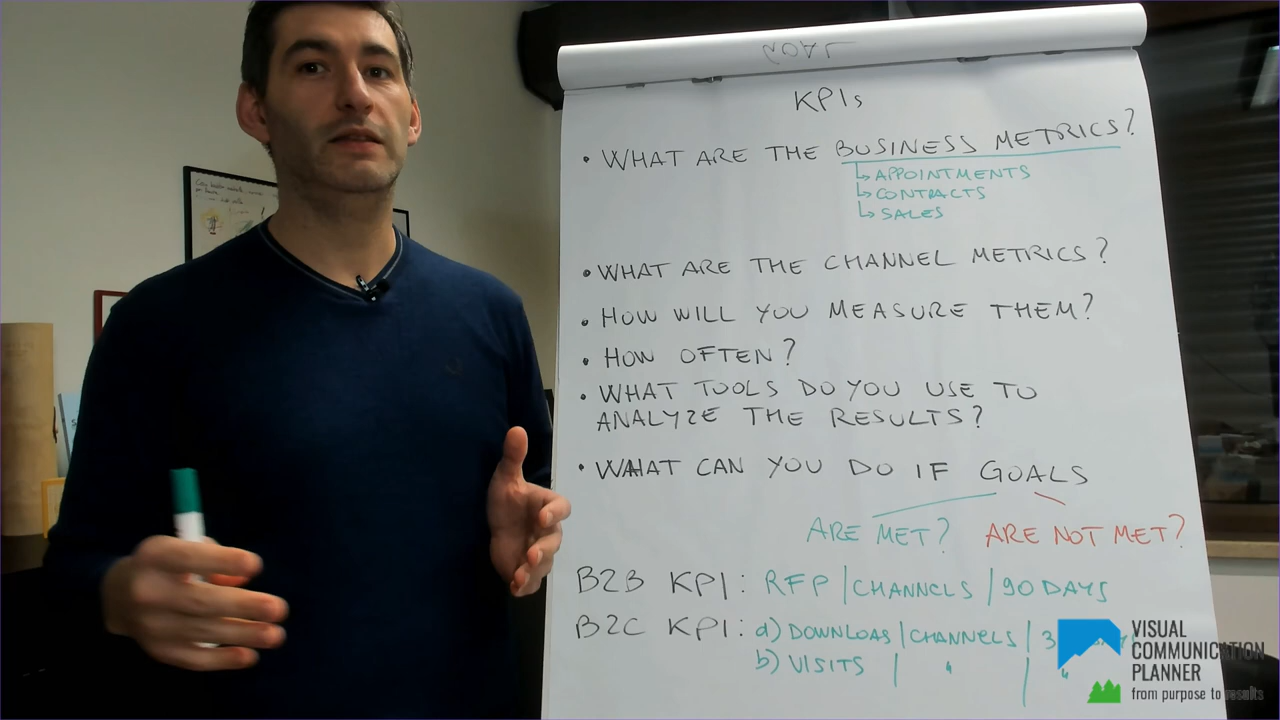 GOAL
KPIs
• WHAT ARE THE BUSINESS METRICS?
↳ APPOINTMENTS
↳ CONTRACTS
↳ SALES
• WHAT ARE THE CHANNEL METRICS?
• HOW WILL YOU MEASURE THEM?
• HOW OFTEN?
• WHAT TOOLS DO YOU USE TO
ANALYZE THE RESULTS?
• WHAT CAN YOU DO IF GOALS
ARE MET? ARE NOT MET?
B2B KPI: RFP / CHANNELS / 90 DAYS
B2C KPI: a) DOWNLOAS / CHANNELS / 3
b) VISITS / " / "
VISUAL
COMMUNICATION
PLANNER
from purpose to results